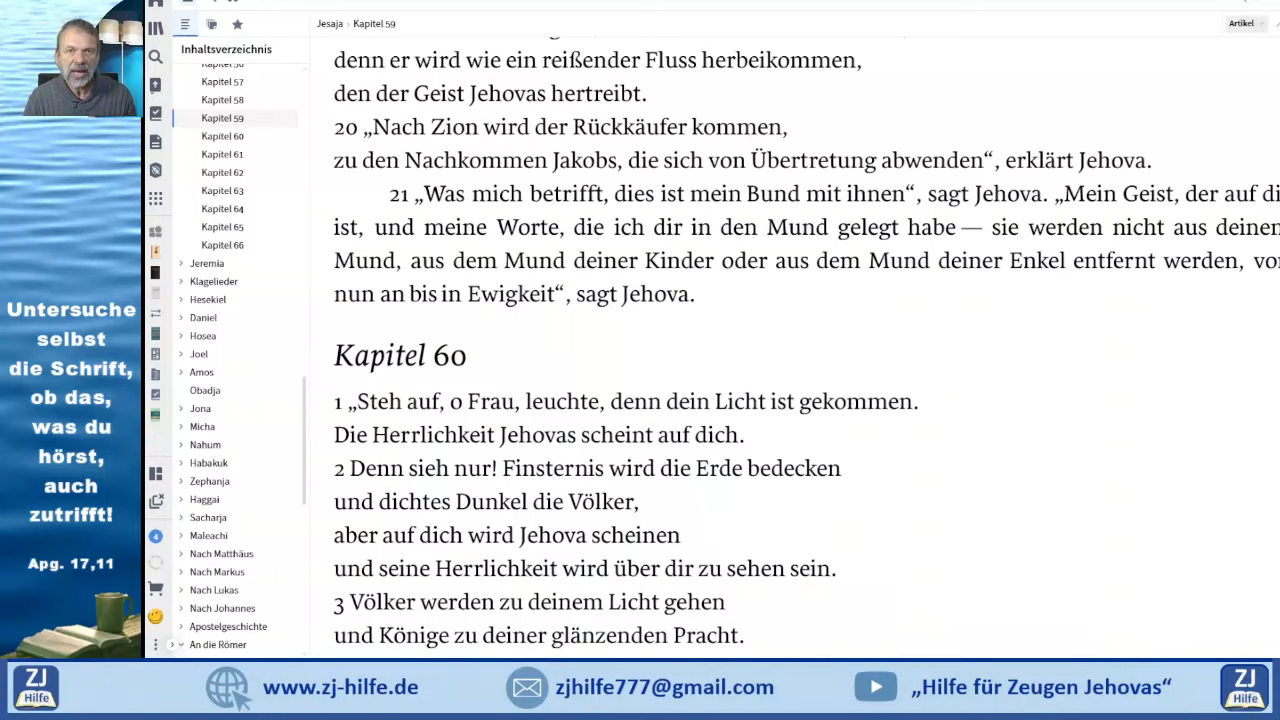 Jesaja › Kapitel 59
Artikel
Inhaltsverzeichnis
Kapitel 56
Kapitel 57
Kapitel 58
Kapitel 59
Kapitel 60
Kapitel 61
Kapitel 62
Kapitel 63
Kapitel 64
Kapitel 65
Kapitel 66
Jeremia
Klagelieder
Hesekiel
Daniel
Hosea
Joel
Amos
Obadja
Jona
Micha
Nahum
Habakuk
Zephanja
Haggai
Sacharja
Maleachi
Nach Matthäus
Nach Markus
Nach Lukas
Nach Johannes
Apostelgeschichte
An die Römer
4
denn er wird wie ein reißender Fluss herbeikommen,
den der Geist Jehovas hertreibt.
20 „Nach Zion wird der Rückkäufer kommen,
zu den Nachkommen Jakobs, die sich von Übertretung abwenden“, erklärt Jehova.
21 „Was mich betrifft, dies ist mein Bund mit ihnen“, sagt Jehova. „Mein Geist, der auf di
ist, und meine Worte, die ich dir in den Mund gelegt habe — sie werden nicht aus deinem
Mund, aus dem Mund deiner Kinder oder aus dem Mund deiner Enkel entfernt werden, vo
nun an bis in Ewigkeit“, sagt Jehova.
Kapitel 60
1 „Steh auf, o Frau, leuchte, denn dein Licht ist gekommen.
Die Herrlichkeit Jehovas scheint auf dich.
2 Denn sieh nur! Finsternis wird die Erde bedecken
und dichtes Dunkel die Völker,
aber auf dich wird Jehova scheinen
und seine Herrlichkeit wird über dir zu sehen sein.
3 Völker werden zu deinem Licht gehen
und Könige zu deiner glänzenden Pracht.
Untersuche
selbst
die Schrift,
ob das,
was du
hörst,
auch
zutrifft!
Apg. 17,11
ZJ
Hilfe
www.zj-hilfe.de
zjhilfe777@gmail.com
„Hilfe für Zeugen Jehovas“
ZJ
Hilfe